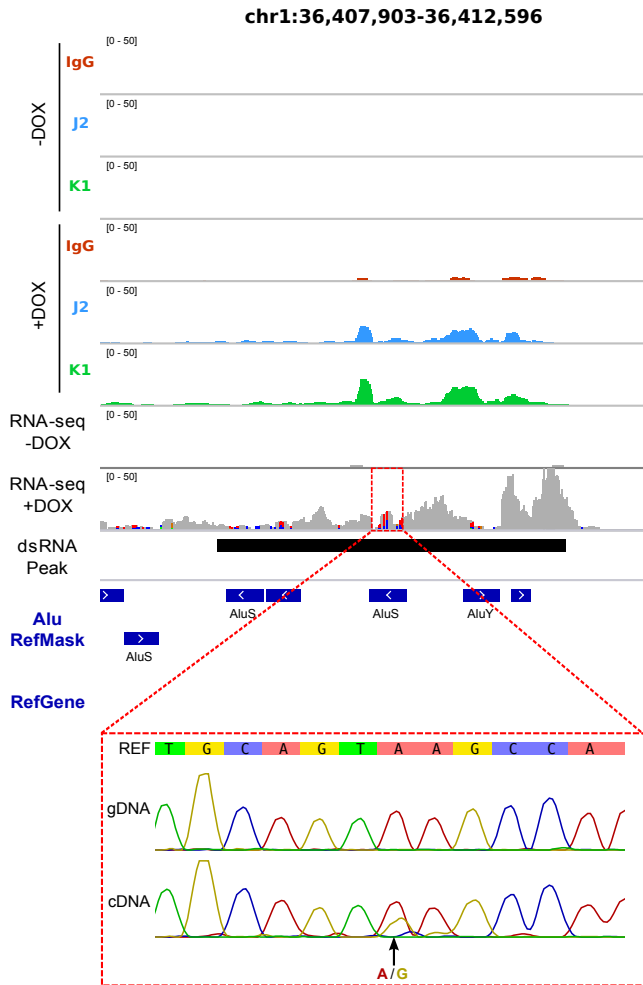 chr1:36,407,903-36,412,596
-DOX
[0 - 50]
IgG
[0 - 50]
J2
[0 - 50]
K1
+DOX
[0 - 50]
IgG
[0 - 50]
J2
[0 - 50]
K1
RNA-seq
-DOX
RNA-seq
+DOX
[0 - 50]
dsRNA
Peak
Alu
RefMask
AluS
AluS
AluY
AluS
RefGene
REF T G C A G T A A G C C A
gDNA
cDNA
A/G